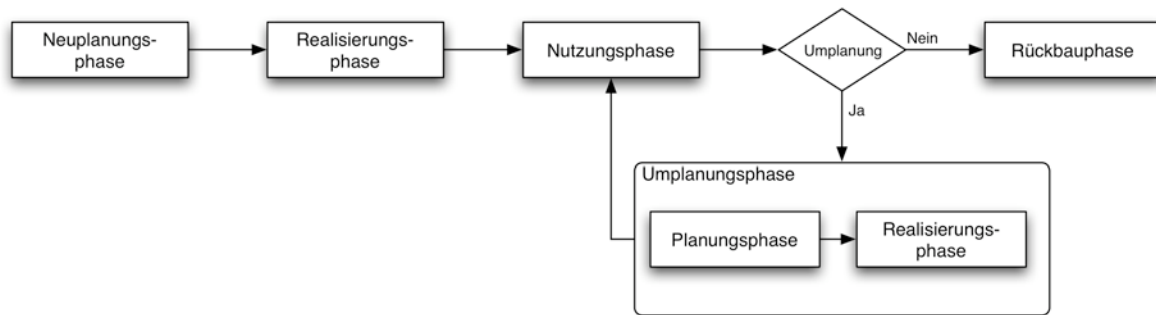 Neuplanungs-
phase
Realisierungs-
phase
Nutzungsphase
Umplanung
Nein
Rückbauphase
Ja
Umplanungsphase
Planungsphase
Realisierungs-
phase